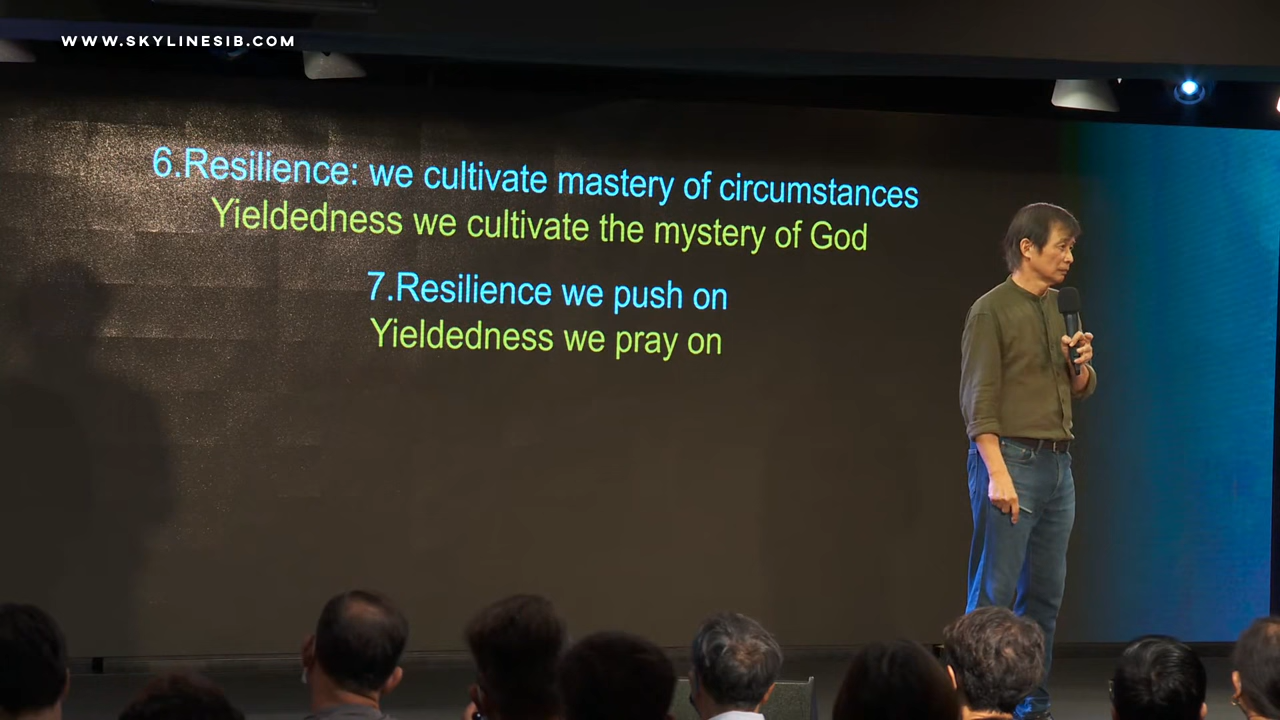 WWW.SKYLINESIB.COM
6.Resilience: we cultivate mastery of circumstances
Yieldedness we cultivate the mystery of God
7.Resilience we push on
Yieldedness we pray on